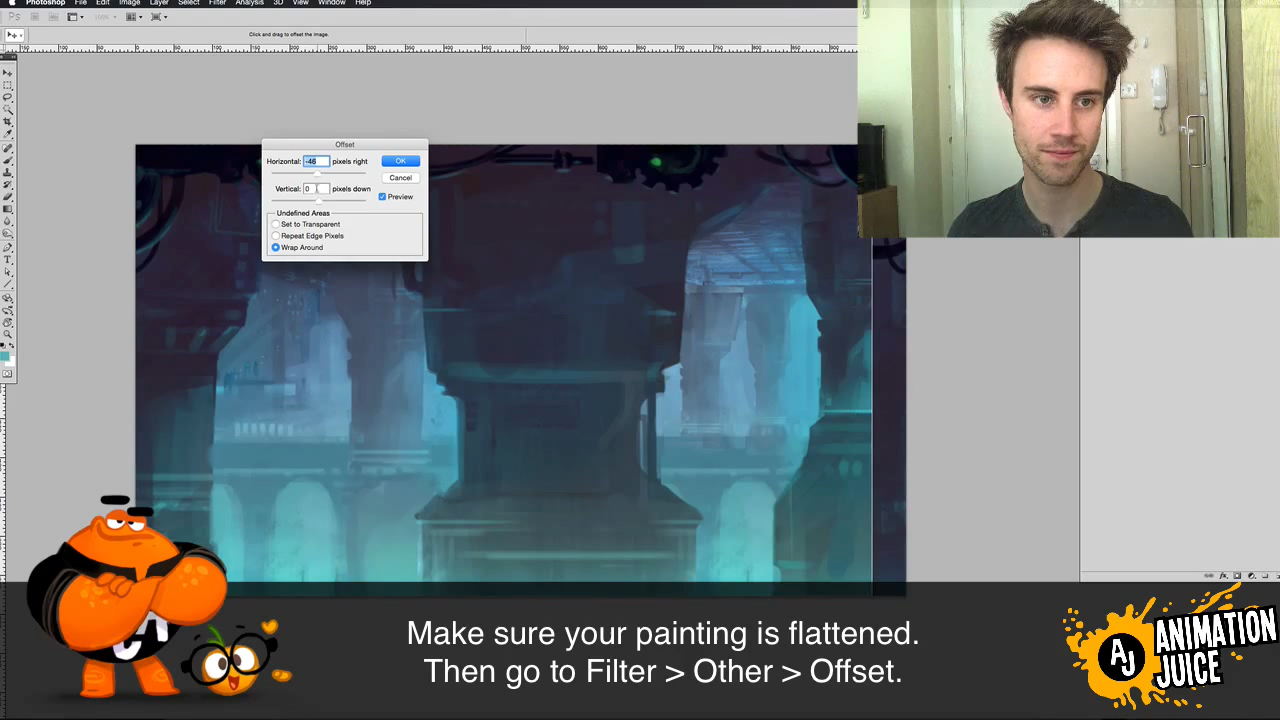 Photoshop File Edit Image Layer Select Filter Analysis 3D View Window Help
Click and drag to offset the image.
Offset
Horizontal: -46 pixels right OK
Cancel
Vertical: 0 pixels down
Preview
Undefined Areas
Set to Transparent
Repeat Edge Pixels
Wrap Around
Make sure your painting is flattened.
Then go to Filter > Other > Offset.
AJ ANIMATION
JUICE